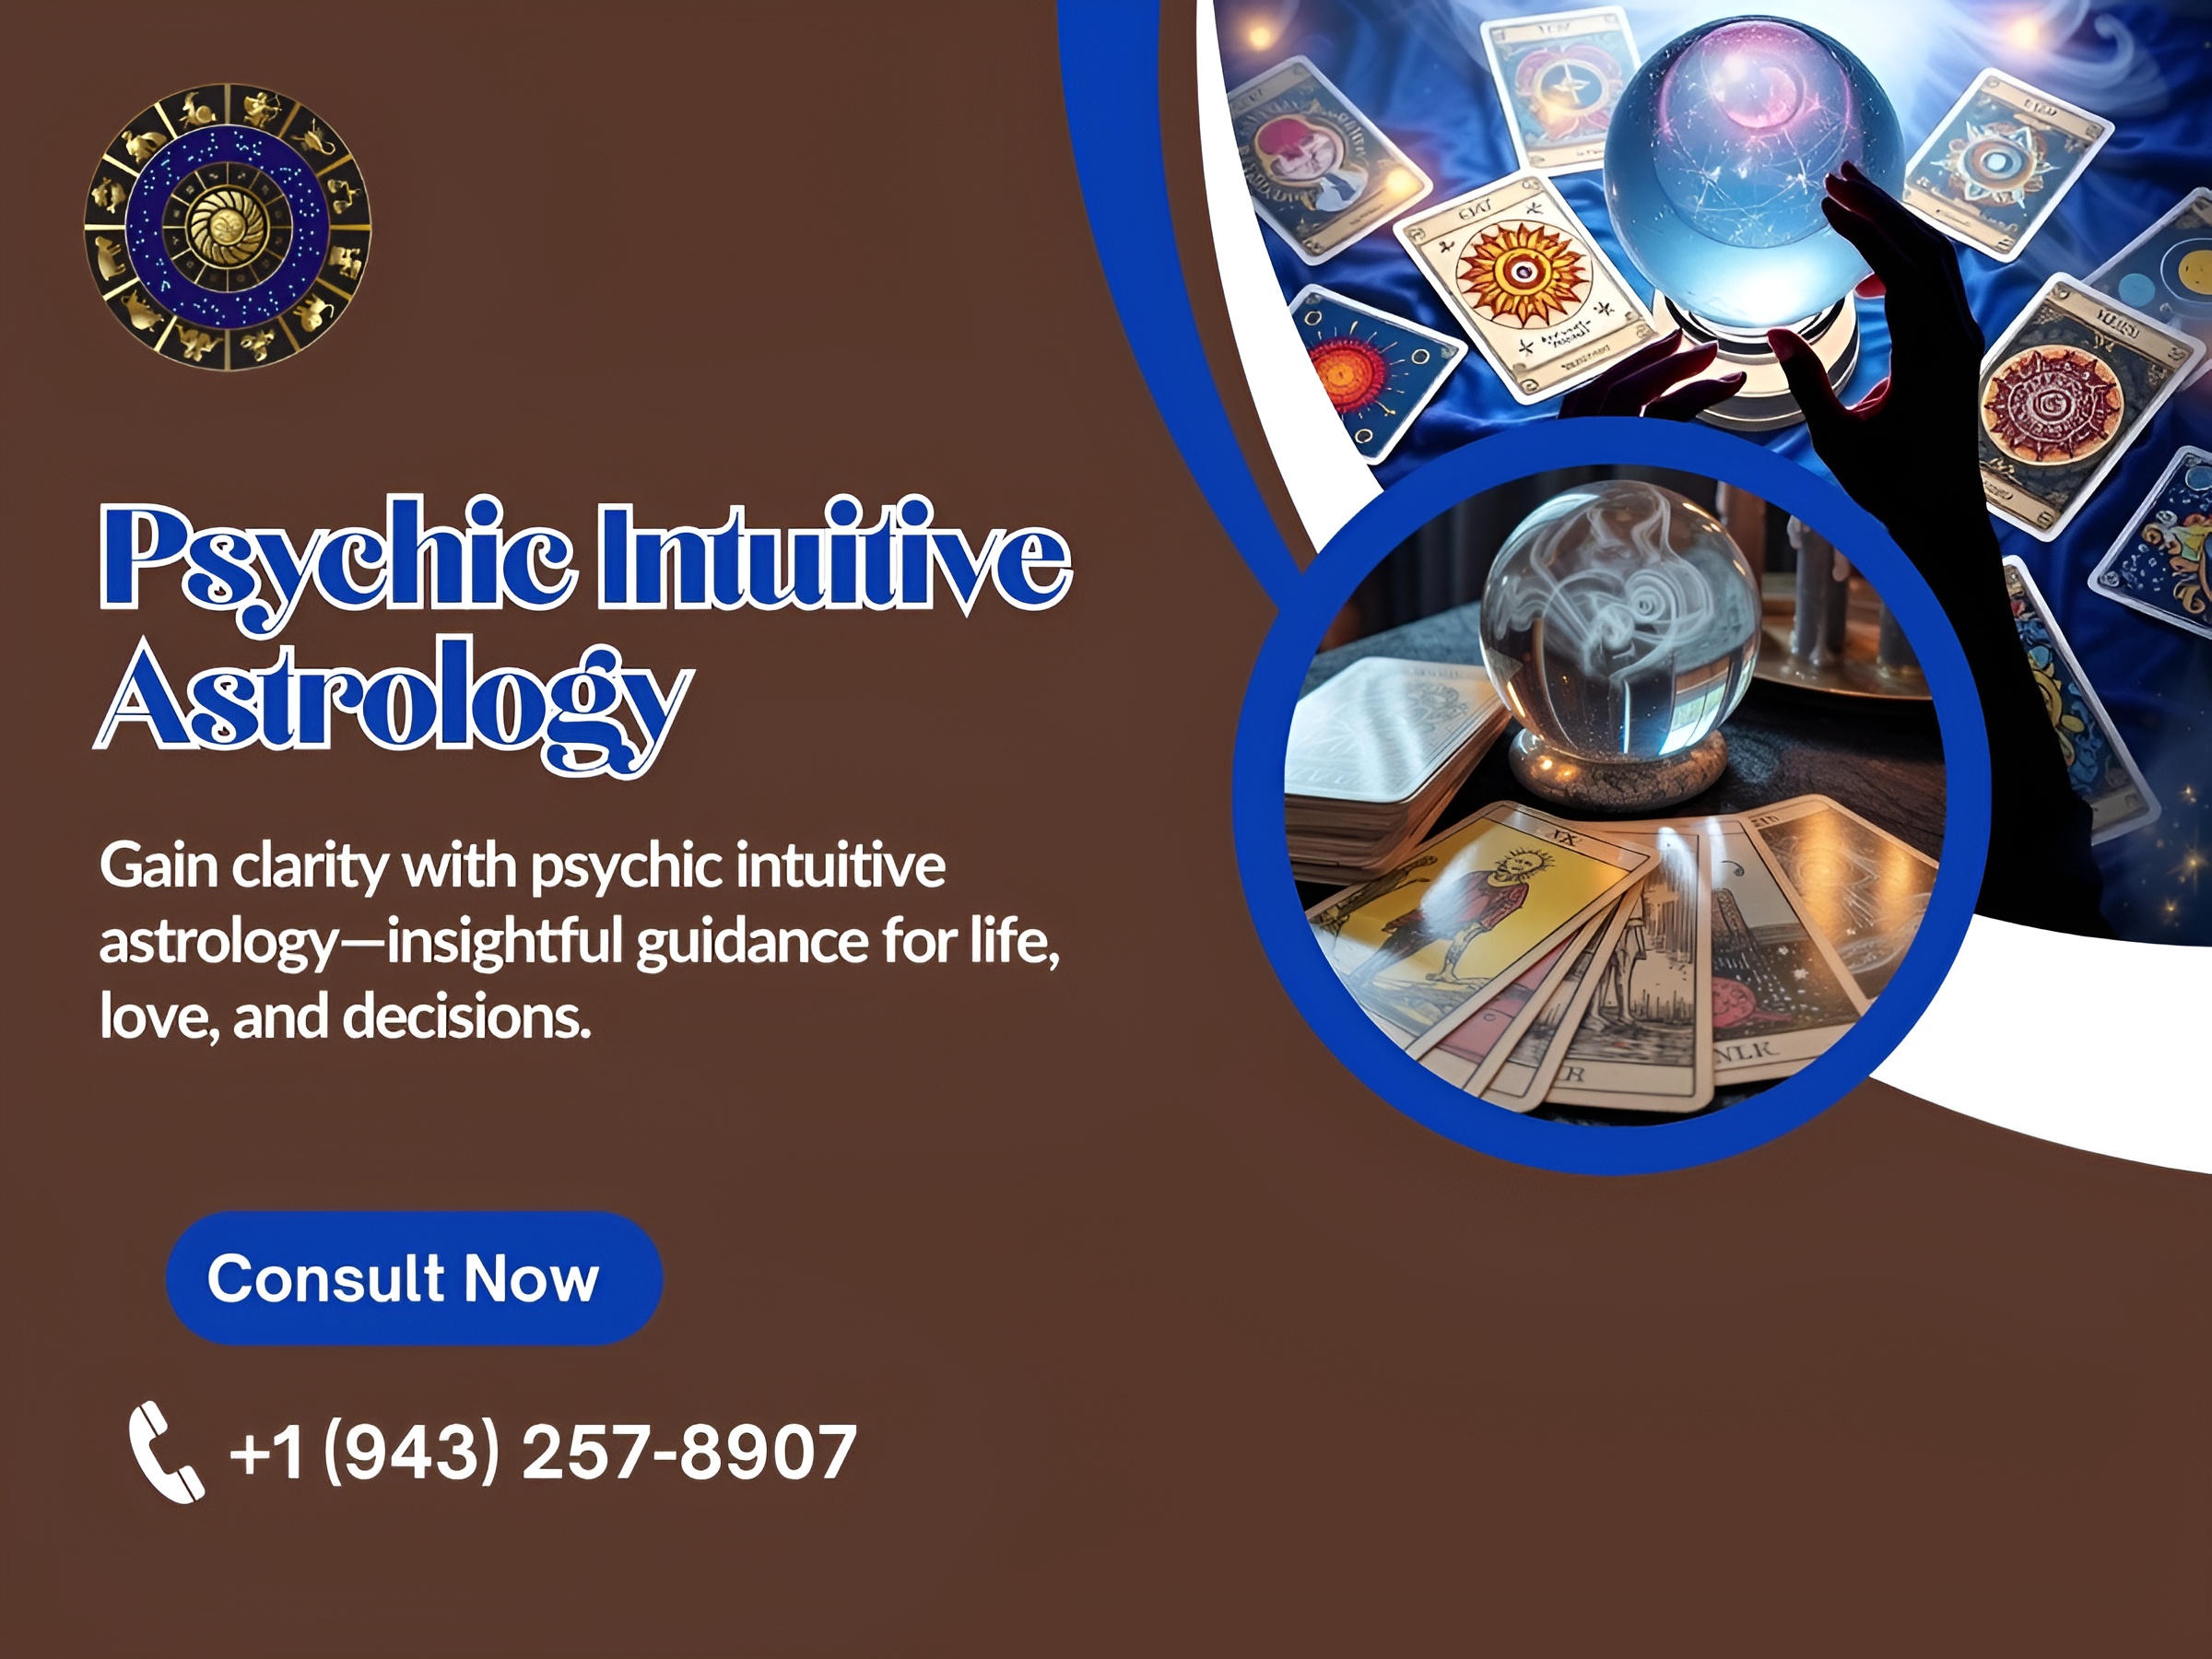 Psychic Intuitive
Astrology
Gain clarity with psychic intuitive
astrology—insightful guidance for life,
love, and decisions.
Consult Now
+1 (943) 257-8907